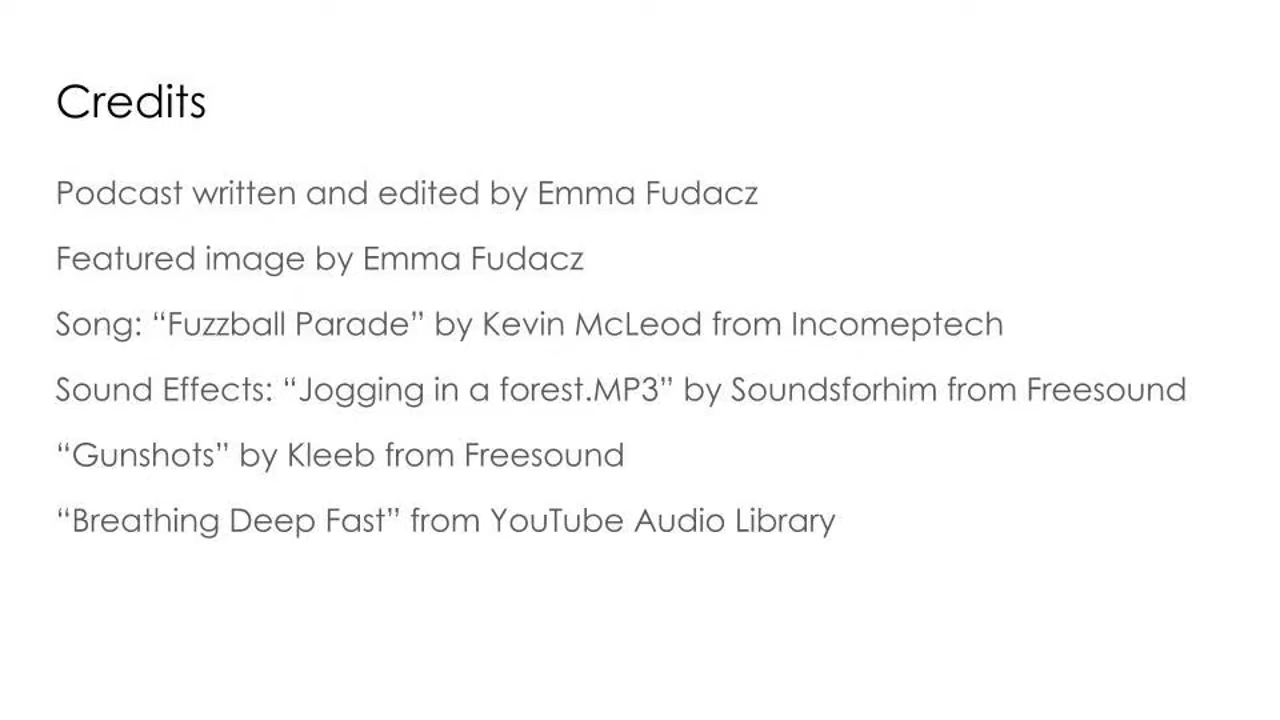 Credits
Podcast written and edited by Emma Fudacz
Featured image by Emma Fudacz
Song: “Fuzzball Parade” by Kevin McLeod from Incomeptech
Sound Effects: “Jogging in a forest.MP3” by Soundsforhim from Freesound
“Gunshots” by Kleeb from Freesound
“Breathing Deep Fast” from YouTube Audio Library